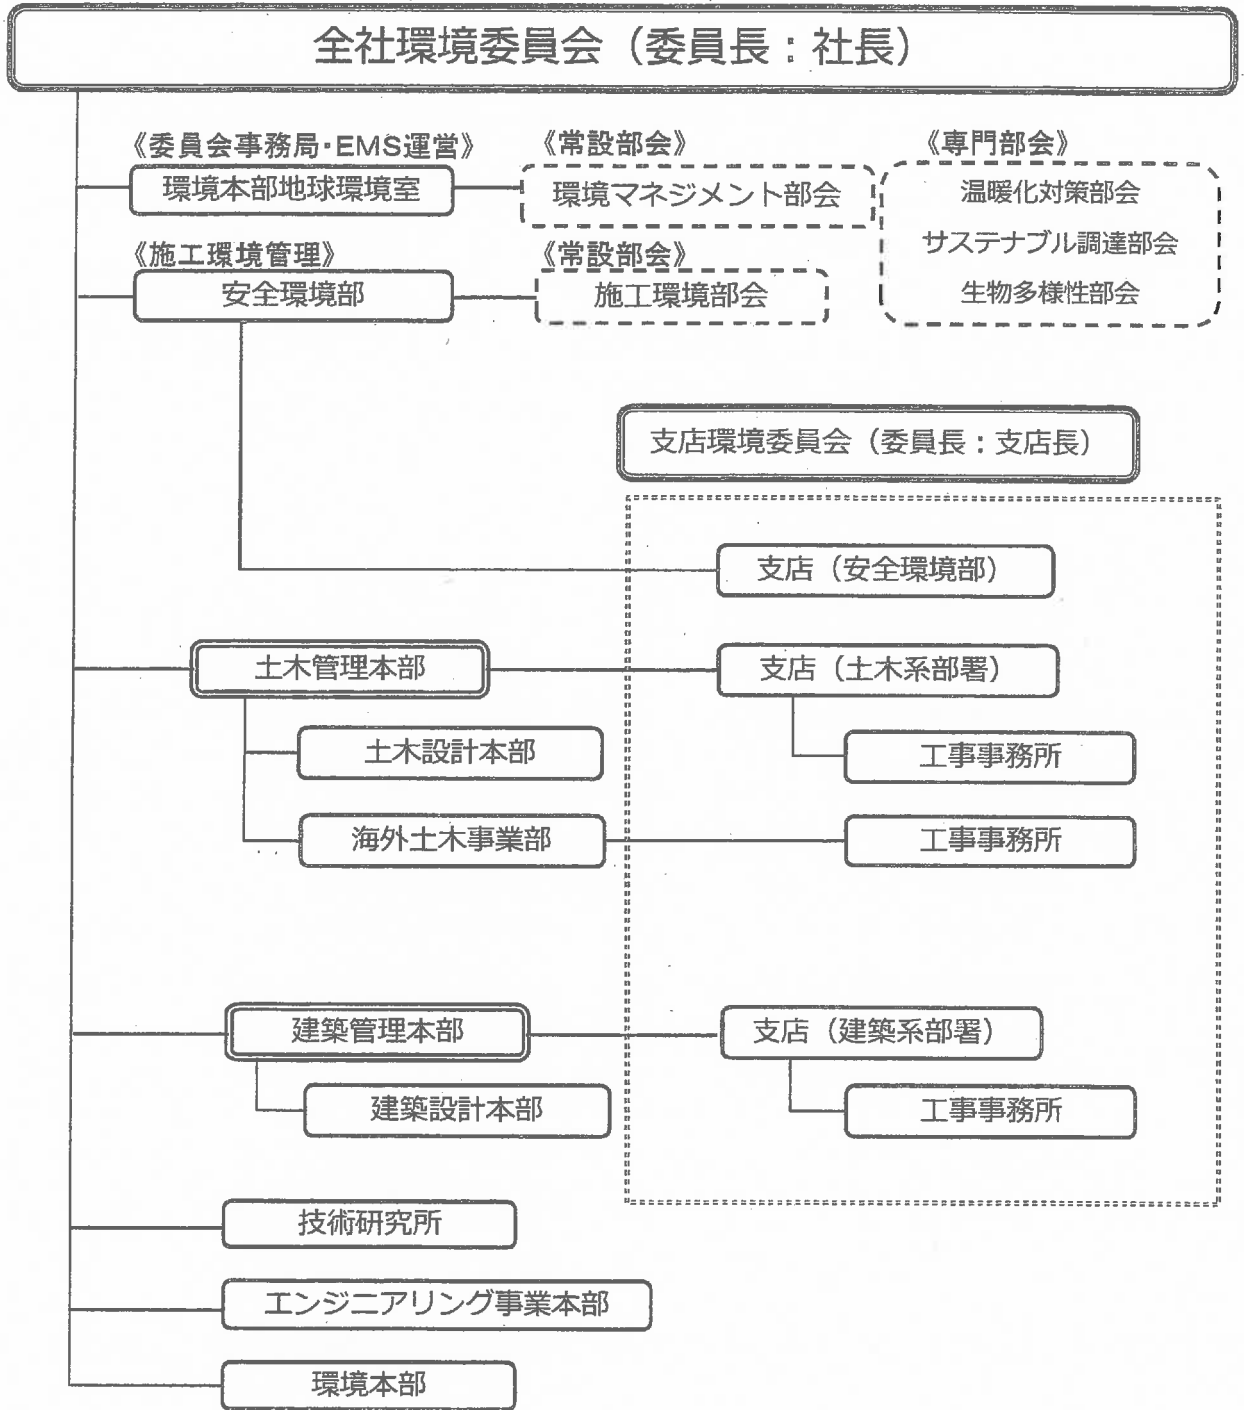 全社環境委員会（委員長：社長）
《委員会事務局・EMS運営》
《常設部会》
《専門部会》
環境本部地球環境室
環境マネジメント部会
温暖化対策部会
サステナブル調達部会
生物多様性部会
《施工環境管理》
《常設部会》
安全環境部
施工環境部会
支店環境委員会（委員長：支店長）
支店（安全環境部）
土木管理本部
支店（土木系部署）
土木設計本部
工事事務所
海外土木事業部
工事事務所
建築管理本部
支店（建築系部署）
建築設計本部
工事事務所
技術研究所
エンジニアリング事業本部
環境本部